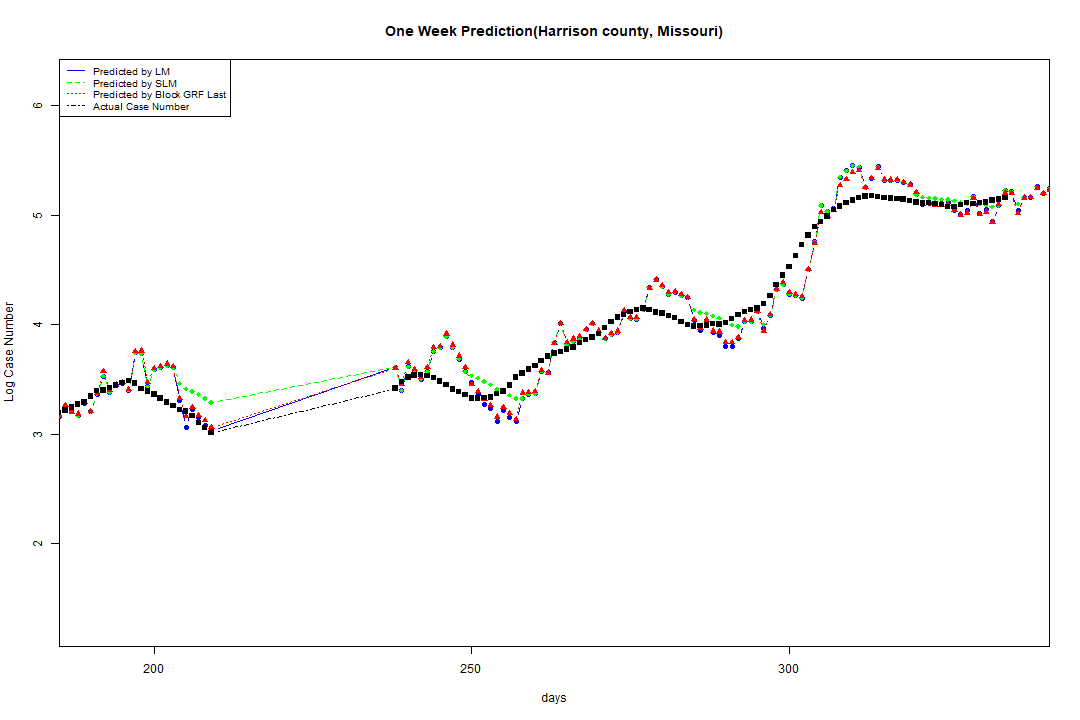 One Week Prediction(Harrison county, Missouri)
Predicted by LM
Predicted by SLM
Predicted by Block GRF Last
Actual Case Number
6
5
4
3
2
Log Case Number
200 250 300
days